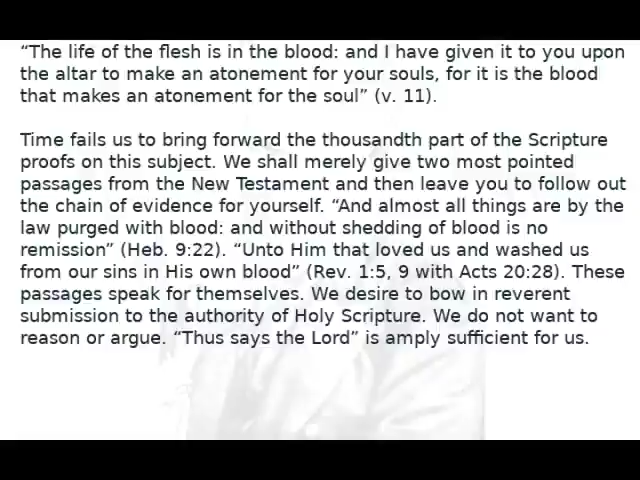 “The life of the flesh is in the blood: and I have given it to you upon
the altar to make an atonement for your souls, for it is the blood
that makes an atonement for the soul” (v. 11).
Time fails us to bring forward the thousandth part of the Scripture
proofs on this subject. We shall merely give two most pointed
passages from the New Testament and then leave you to follow out
the chain of evidence for yourself. “And almost all things are by the
law purged with blood: and without shedding of blood is no
remission” (Heb. 9:22). “Unto Him that loved us and washed us
from our sins in His own blood” (Rev. 1:5, 9 with Acts 20:28). These
passages speak for themselves. We desire to bow in reverent
submission to the authority of Holy Scripture. We do not want to
reason or argue. “Thus says the Lord” is amply sufficient for us.